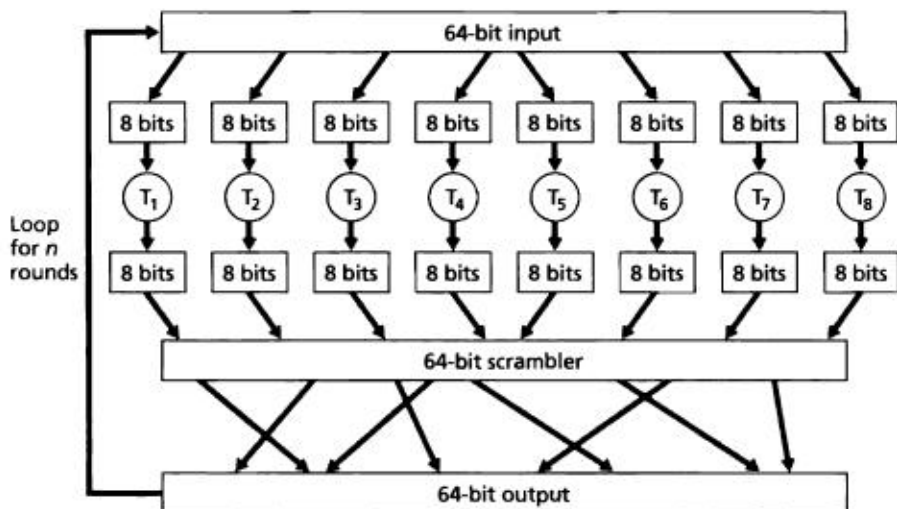 64-bit input
8 bits 8 bits 8 bits 8 bits 8 bits 8 bits 8 bits 8 bits
T1 T2 T3 T4 T5 T6 T7 T8
Loop
for n
rounds
8 bits 8 bits 8 bits 8 bits 8 bits 8 bits 8 bits 8 bits
64-bit scrambler
64-bit output